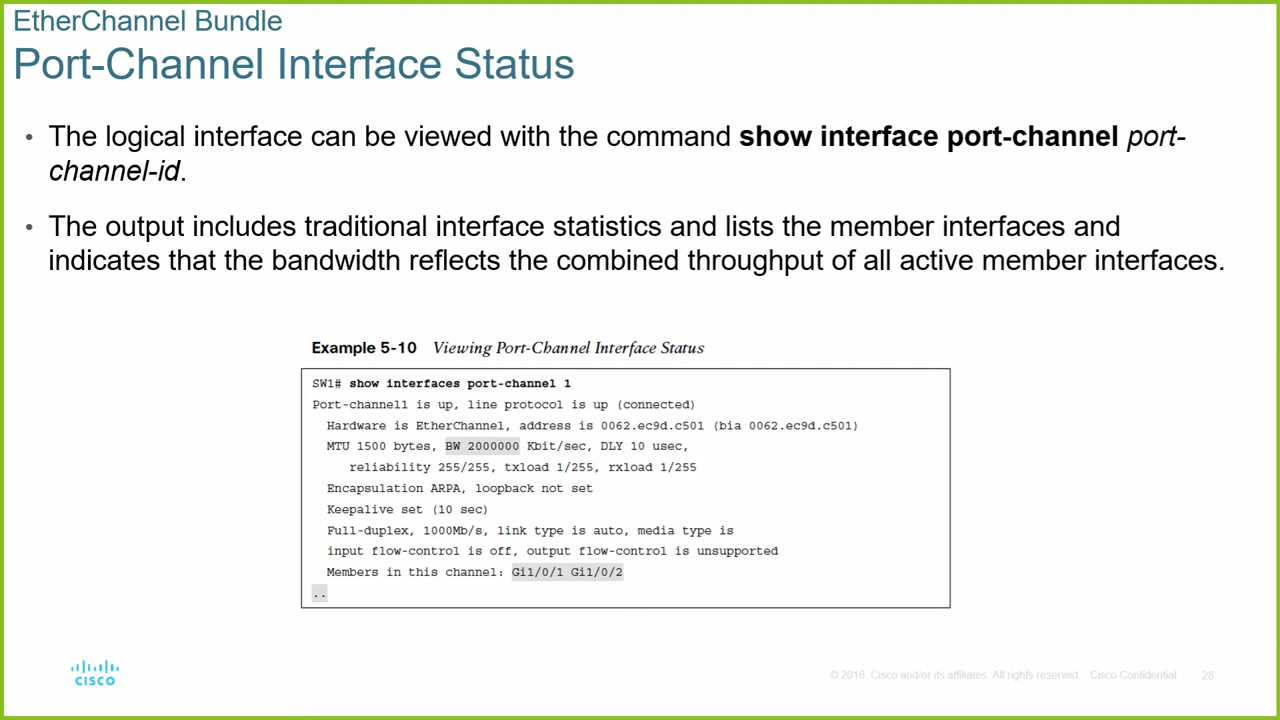 EtherChannel Bundle
Port-Channel Interface Status
• The logical interface can be viewed with the command show interface port-channel port-
channel-id.
• The output includes traditional interface statistics and lists the member interfaces and
indicates that the bandwidth reflects the combined throughput of all active member interfaces.
Example 5-10 Viewing Port-Channel Interface Status
SW1# show interfaces port-channel 1
Port-channel1 is up, line protocol is up (connected)
Hardware is EtherChannel, address is 0062.ec9d.c501 (bia 0062.ec9d.c501)
MTU 1500 bytes, BW 2000000 Kbit/sec, DLY 10 usec,
reliability 255/255, txload 1/255, rxload 1/255
Encapsulation ARPA, loopback not set
Keepalive set (10 sec)
Full-duplex, 1000Mb/s, link type is auto, media type is
input flow-control is off, output flow-control is unsupported
Members in this channel: Gi1/0/1 Gi1/0/2
..
CISCO
© 2016 Cisco and/or its affiliates. All rights reserved. Cisco Confidential 28